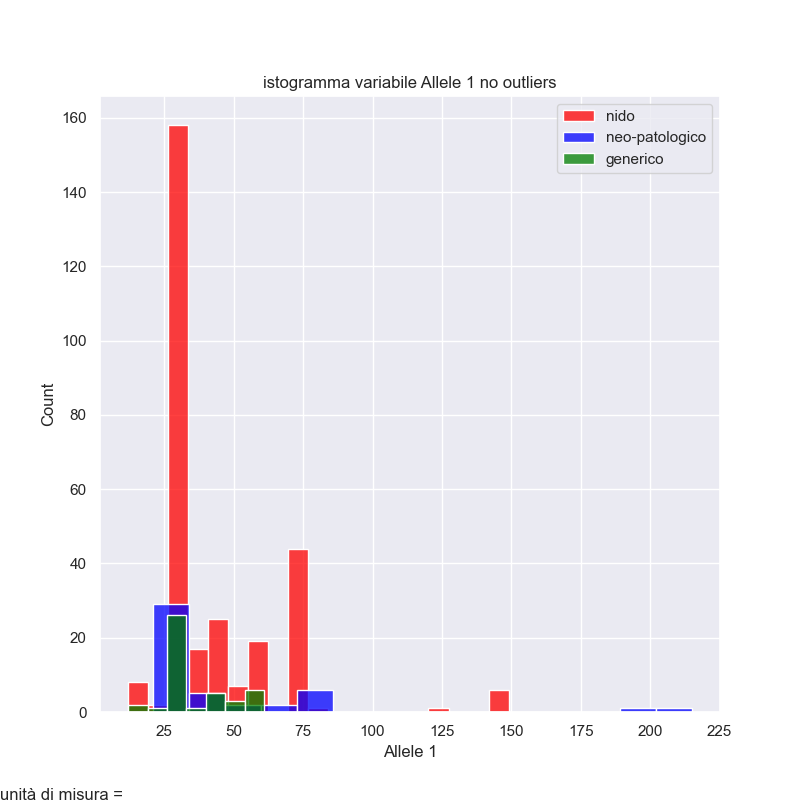 istogramma variabile Allele 1 no outliers
160
140
120
100
80
60
40
20
0
Count
nido
neo-patologico
generico
25
50
75
100
125
150
175
200
225
Allele 1
unità di misura =